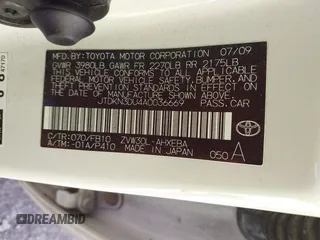 MFD. BY: TOYOTA MOTOR CORPORATION 07/09
GVWR 3980LB GAWR FR 2270LB RR 2175LB
THIS VEHICLE CONFORMS TO ALL APPLICABLE
FEDERAL MOTOR VEHICLE SAFETY, BUMPER, AND
THEFT PREVENTION STANDARDS IN EFFECT ON
THE DATE OF MANUFACTURE SHOWN ABOVE.
JTDKN3DU4A0036669 PASS.CAR
C/TR: 070/FB10 ZVW30L-AHXEBA
A/TM: -01A/P410 MADE IN JAPAN
050 A
TOYOTA
DREAMBID